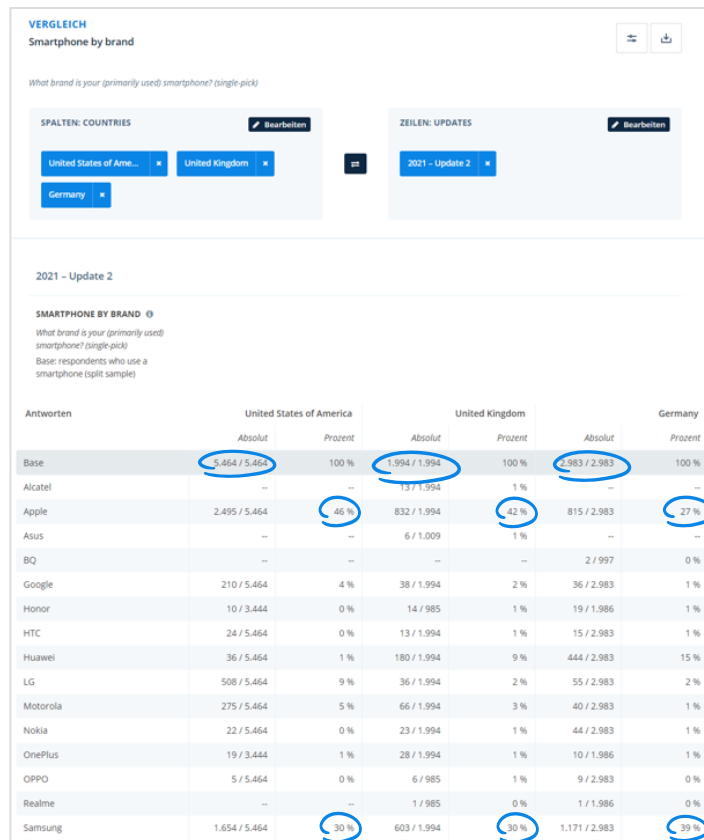 VERGLEICH
Smartphone by brand
What brand is your (primarily used) smartphone? (single-pick)
SPALTEN: COUNTRIES Bearbeiten ZEILEN: UPDATES Bearbeiten
United States of Ame... × United Kingdom × 2021 – Update 2 ×
Germany ×
2021 – Update 2
SMARTPHONE BY BRAND
What brand is your (primarily used)
smartphone? (single-pick)
Base: respondents who use a
smartphone (split sample)
Antworten United States of America United Kingdom Germany
Absolut Prozent Absolut Prozent Absolut Prozent
Base 5.464 / 5.464 100 % 1.994 / 1.994 100 % 2.983 / 2.983 100 %
Alcatel -- -- 13 / 1.994 1 % -- --
Apple 2.495 / 5.464 46 % 832 / 1.994 42 % 815 / 2.983 27 %
Asus -- -- 6 / 1.009 1 % -- --
BQ -- -- -- -- 2 / 997 0 %
Google 210 / 5.464 4 % 38 / 1.994 2 % 36 / 2.983 1 %
Honor 10 / 3.444 0 % 14 / 985 1 % 19 / 1.986 1 %
HTC 24 / 5.464 0 % 13 / 1.994 1 % 15 / 2.983 1 %
Huawei 36 / 5.464 1 % 180 / 1.994 9 % 444 / 2.983 15 %
LG 508 / 5.464 9 % 36 / 1.994 2 % 55 / 2.983 2 %
Motorola 275 / 5.464 5 % 66 / 1.994 3 % 40 / 2.983 1 %
Nokia 22 / 5.464 0 % 23 / 1.994 1 % 44 / 2.983 1 %
OnePlus 19 / 3.444 1 % 28 / 1.994 1 % 10 / 1.986 1 %
OPPO 5 / 5.464 0 % 6 / 985 1 % 9 / 2.983 0 %
Realme -- -- 1 / 985 0 % 1 / 1.986 0 %
Samsung 1.654 / 5.464 30 % 603 / 1.994 30 % 1.171 / 2.983 39 %